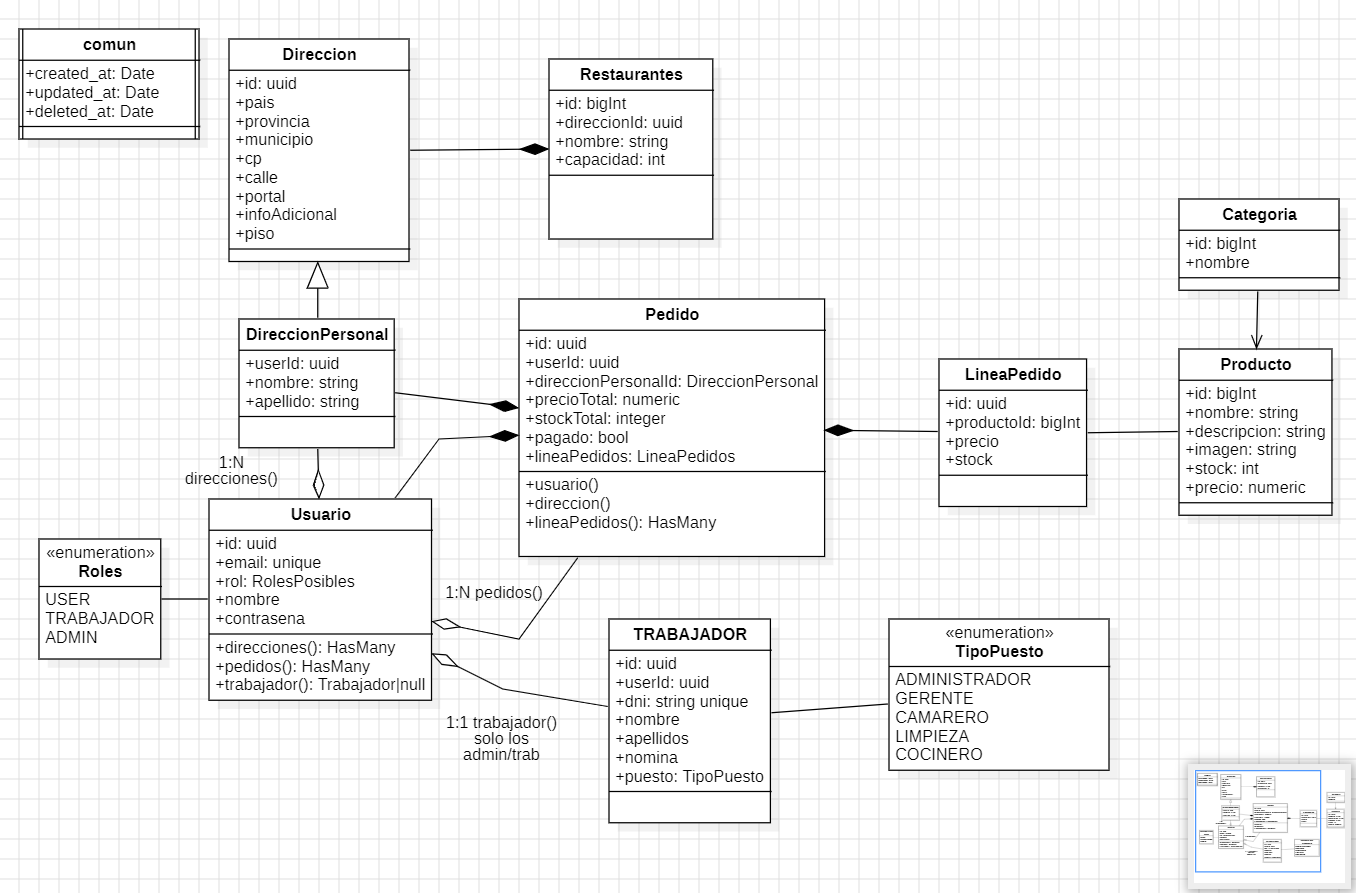 comun
+created_at: Date
+updated_at: Date
+deleted_at: Date
Direccion
+id: uuid
+pais
+provincia
+municipio
+cp
+calle
+portal
+infoAdicional
+piso
Restaurantes
+id: bigInt
+direccionId: uuid
+nombre: string
+capacidad: int
Categoria
+id: bigInt
+nombre
DireccionPersonal
+userId: uuid
+nombre: string
+apellido: string
Pedido
+id: uuid
+userId: uuid
+direccionPersonalId: DireccionPersonal
+precioTotal: numeric
+stockTotal: integer
+pagado: bool
+lineaPedidos: LineaPedidos
+usuario()
+direccion()
+lineaPedidos(): HasMany
LineaPedido
+id: uuid
+productoId: bigInt
+precio
+stock
Producto
+id: bigInt
+nombre: string
+descripcion: string
+imagen: string
+stock: int
+precio: numeric
1:N
direcciones()
Usuario
+id: uuid
+email: unique
+rol: RolesPosibles
+nombre
+contrasena
+direcciones(): HasMany
+pedidos(): HasMany
+trabajador(): Trabajador|null
«enumeration»
Roles
USER
TRABAJADOR
ADMIN
1:N pedidos()
1:1 trabajador()
solo los
admin/trab
TRABAJADOR
+id: uuid
+userId: uuid
+dni: string unique
+nombre
+apellidos
+nomina
+puesto: TipoPuesto
«enumeration»
TipoPuesto
ADMINISTRADOR
GERENTE
CAMARERO
LIMPIEZA
COCINERO